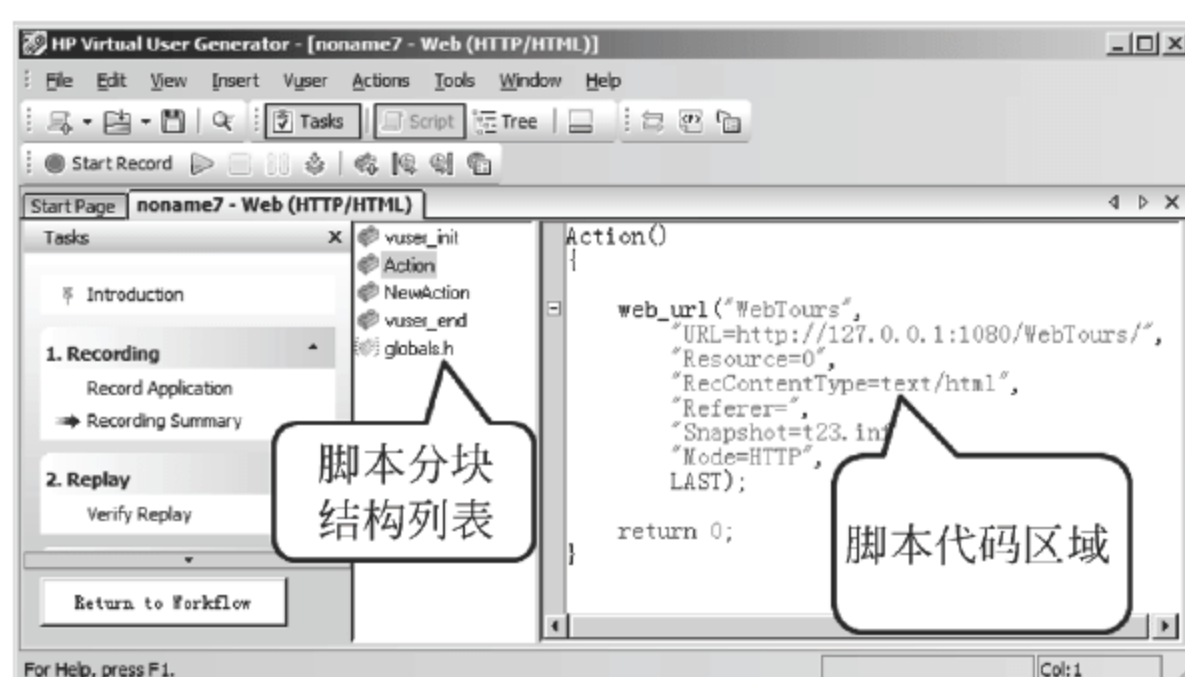 HP Virtual User Generator - [noname7 - Web (HTTP/HTML)]
File Edit View Insert Vuser Actions Tools Window Help
Tasks Script Tree
Start Record
Start Page noname7 - Web (HTTP/HTML)
Tasks
Introduction
1. Recording
Record Application
Recording Summary
2. Replay
Verify Replay
Return to Workflow
vuser_init
Action
NewAction
vuser_end
globals.h
脚本分块
结构列表
Action()
{
web_url("WebTours",
"URL=http://127.0.0.1:1080/WebTours/",
"Resource=0",
"RecContentType=text/html",
"Referer=",
"Snapshot=t23.inf
"Mode=HTTP",
LAST);
return 0;
}
脚本代码区域
For Help, press F1.
Col:1